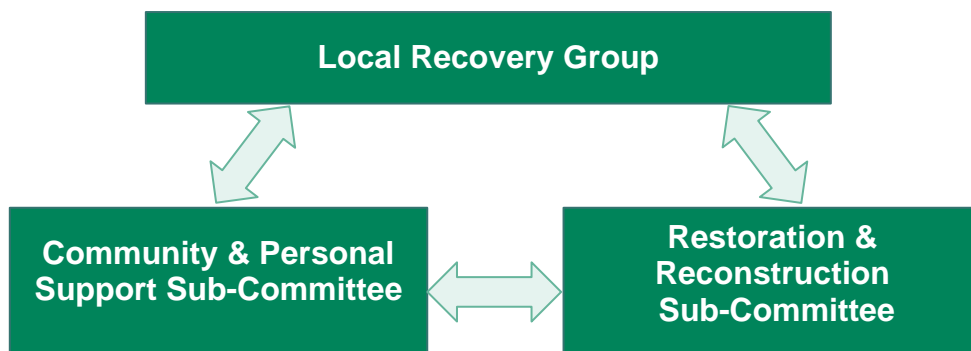 Local Recovery Group
Community & Personal
Support Sub-Committee
Restoration &
Reconstruction
Sub-Committee